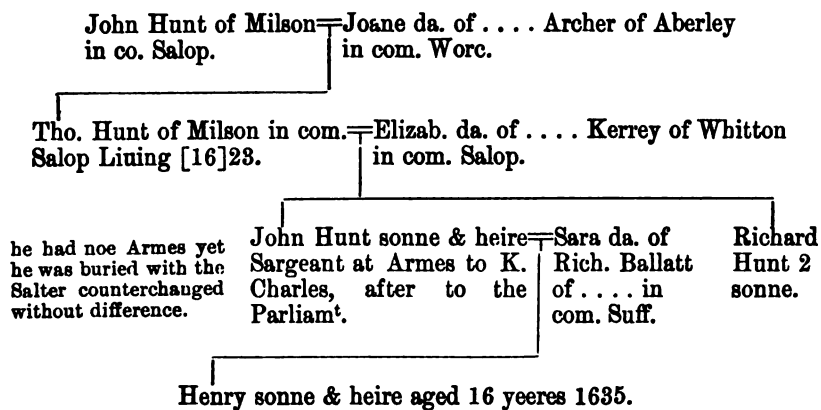 John Hunt of Milson
in co. Salop.
Joane da. of .... Archer of Aberley
in com. Worc.
Tho. Hunt of Milson in com.
Salop Liuing [16]23.
Elizab. da. of .... Kerrey of Whitton
in com. Salop.
he had noe Armes yet
he was buried with the
Salter counterchauged
without difference.
John Hunt sonne & heire
Sargeant at Armes to K.
Charles, after to the
Parliamᵗ.
Sara da. of
Rich. Ballatt
of .... in
com. Suff.
Richard
Hunt 2
sonne.
Henry sonne & heire aged 16 yeeres 1635.